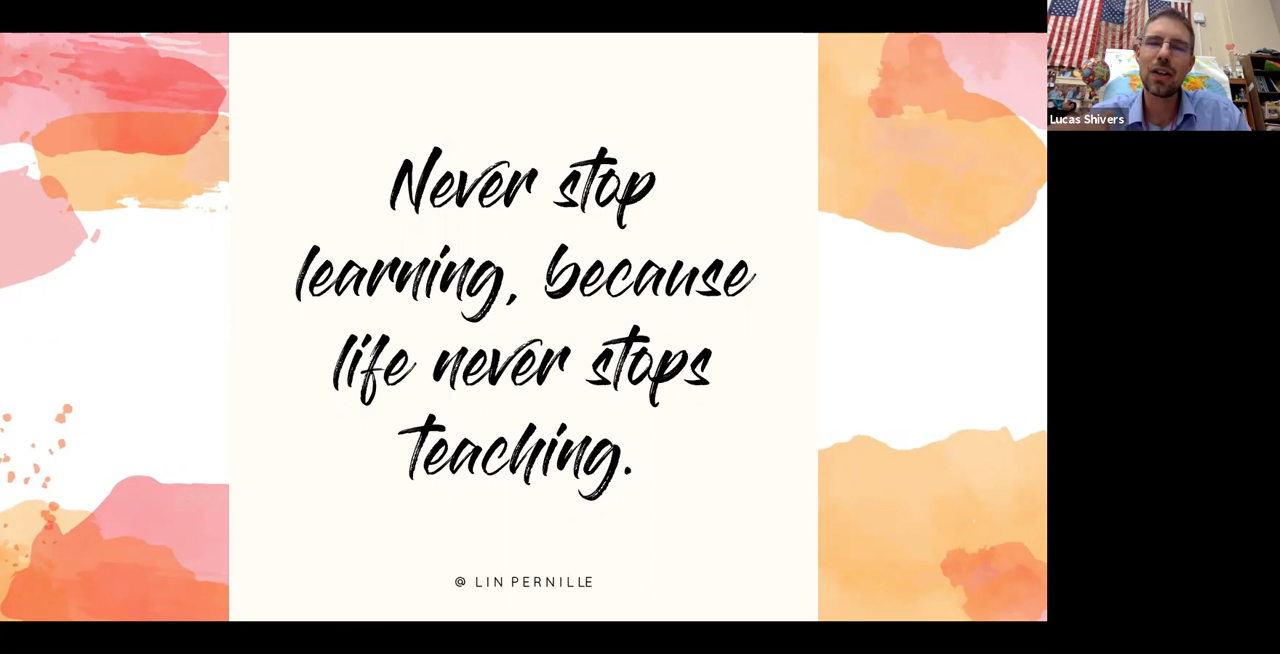 Never stop
learning, because
life never stops
teaching.
@ LIN PERNILLE
Lucas Shivers